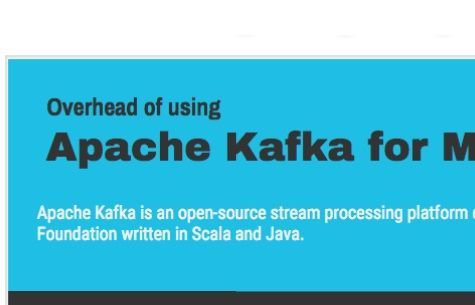 Overhead of using
Apache Kafka for
Apache Kafka is an open-source stream processing platform
Foundation written in Scala and Java.